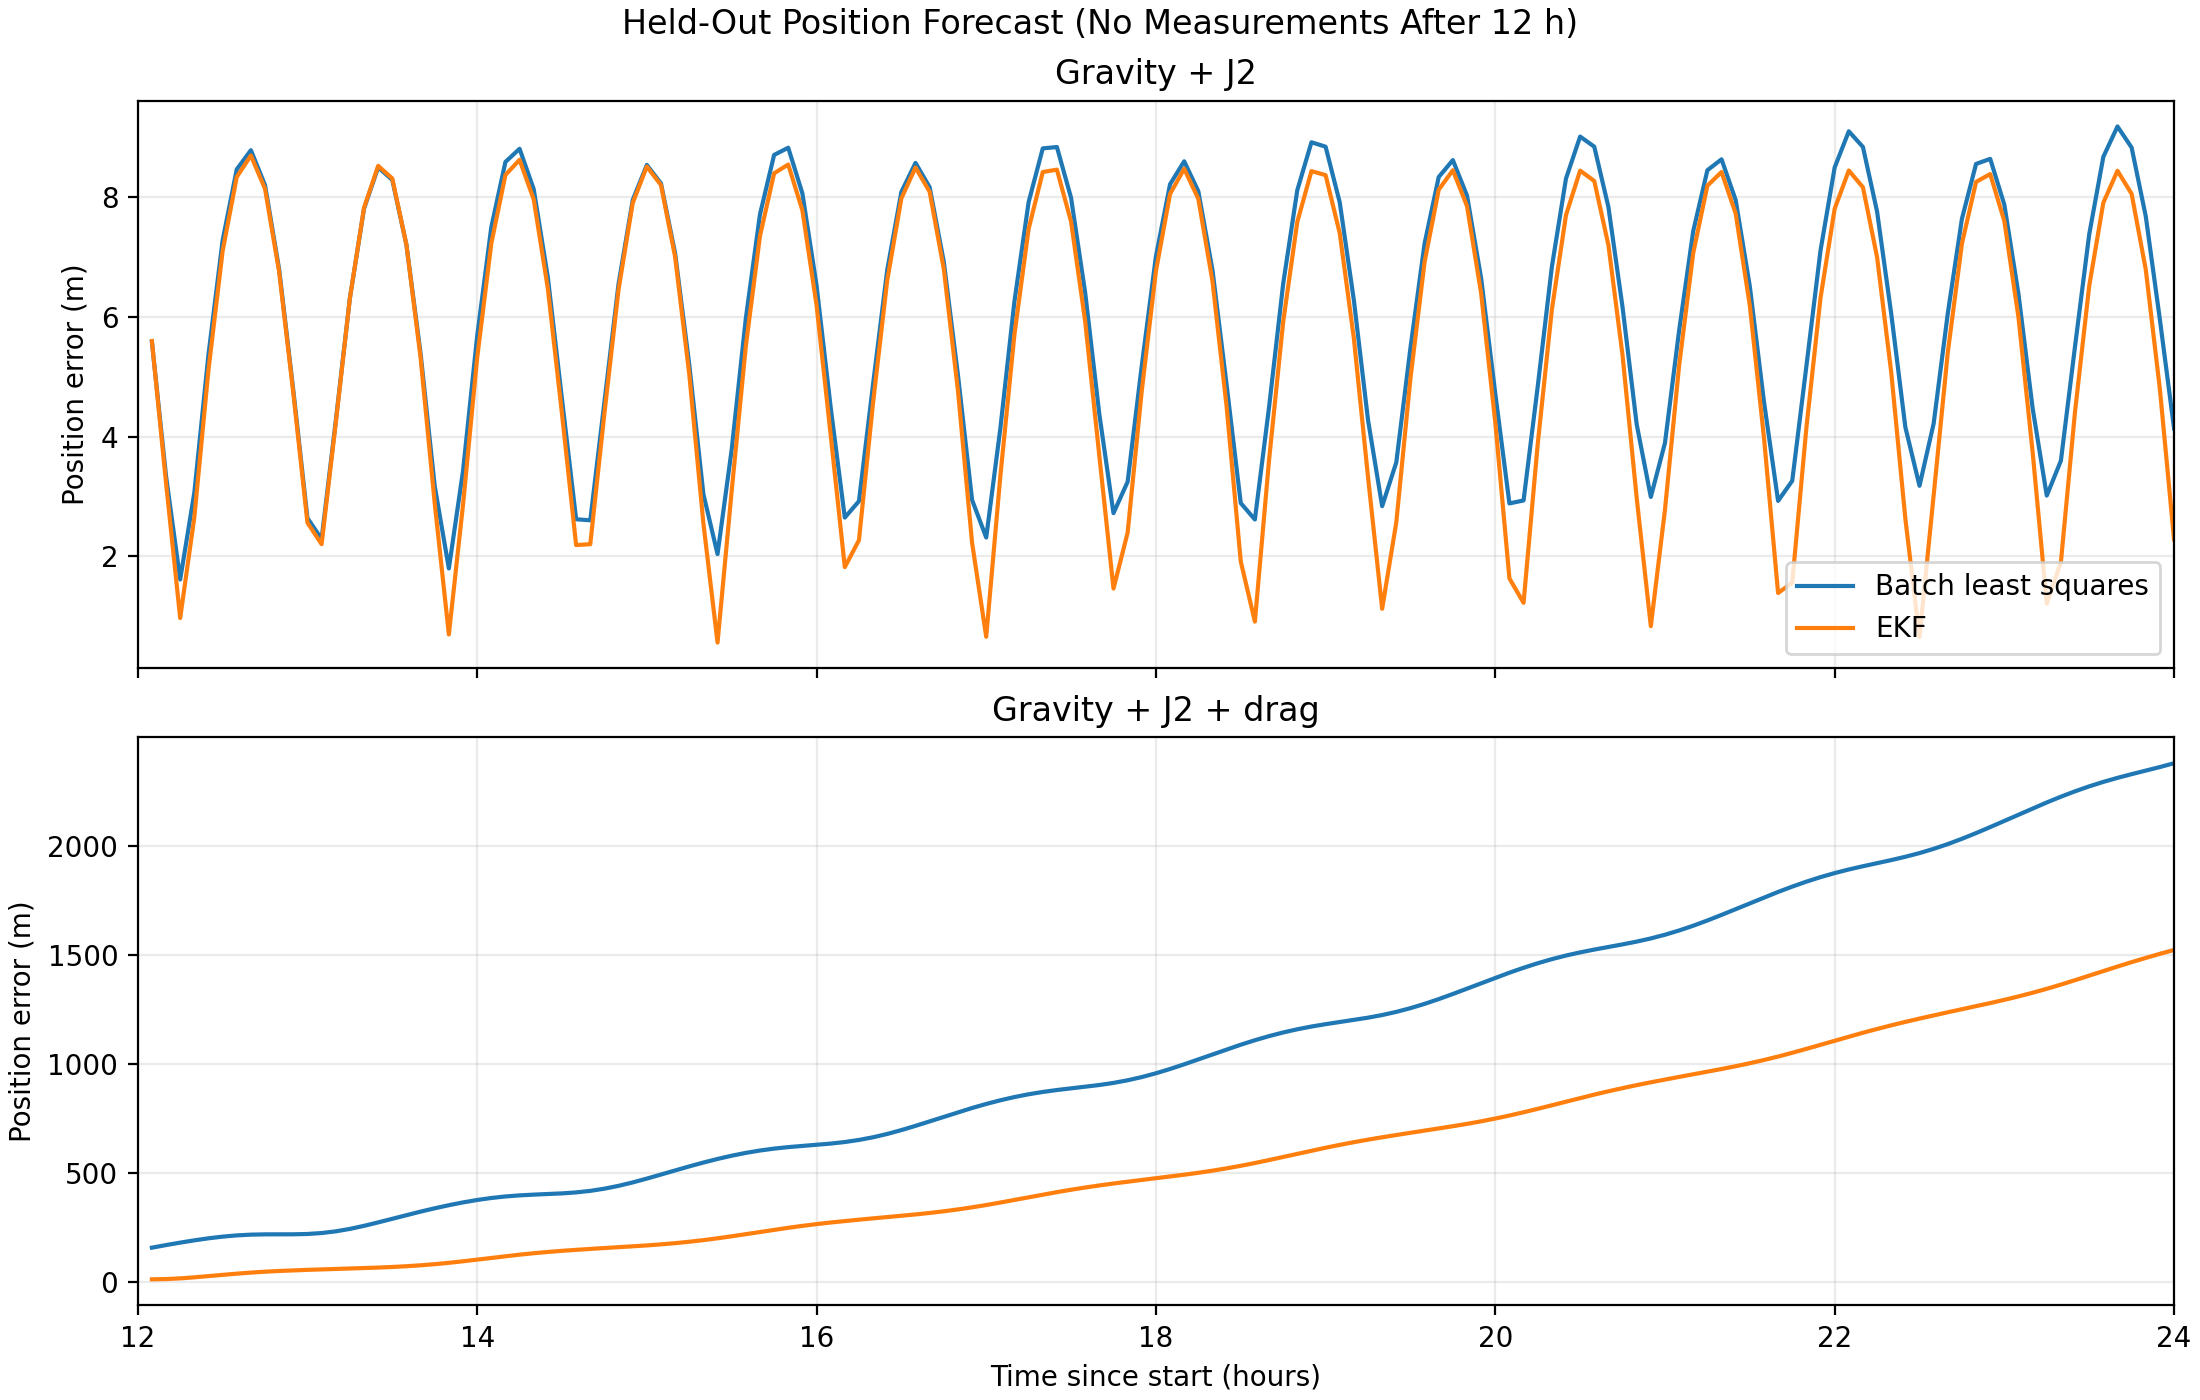 Held-Out Position Forecast (No Measurements After 12 h)
Gravity + J2
Position error (m)
8
6
4
2
Batch least squares
EKF
Gravity + J2 + drag
Position error (m)
2000
1500
1000
500
0
12 14 16 18 20 22 24
Time since start (hours)